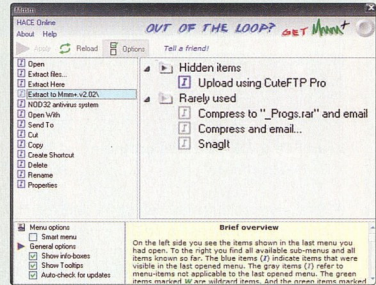 Mmm
HACE Online
About Help
OUT OF THE LOOP? GET Mmm+
Apply Reload Options Tell a friend!
Open
Extract files...
Extract Here
Extract to Mmm+.v2.02\
NOD32 antivirus system
Open With
Send To
Cut
Copy
Create Shortcut
Delete
Rename
Properties
Hidden items
Upload using CuteFTP Pro
Rarely used
Compress to "_Progs.rar" and email
Compress and email...
SnagIt
Menu options
Smart menu
General options
Show info-boxes
Show Tooltips
Auto-check for updates
Brief overview
On the left side you see the items shown in the last menu you
had open. To the right you find all available sub-menus and all
items known so far. The blue items (I) indicate items that were
visible in the last opened menu. The gray items (I) refer to
menu-items not applicable to the last opened menu. The green
items marked W are wildcard items. And the green items marked